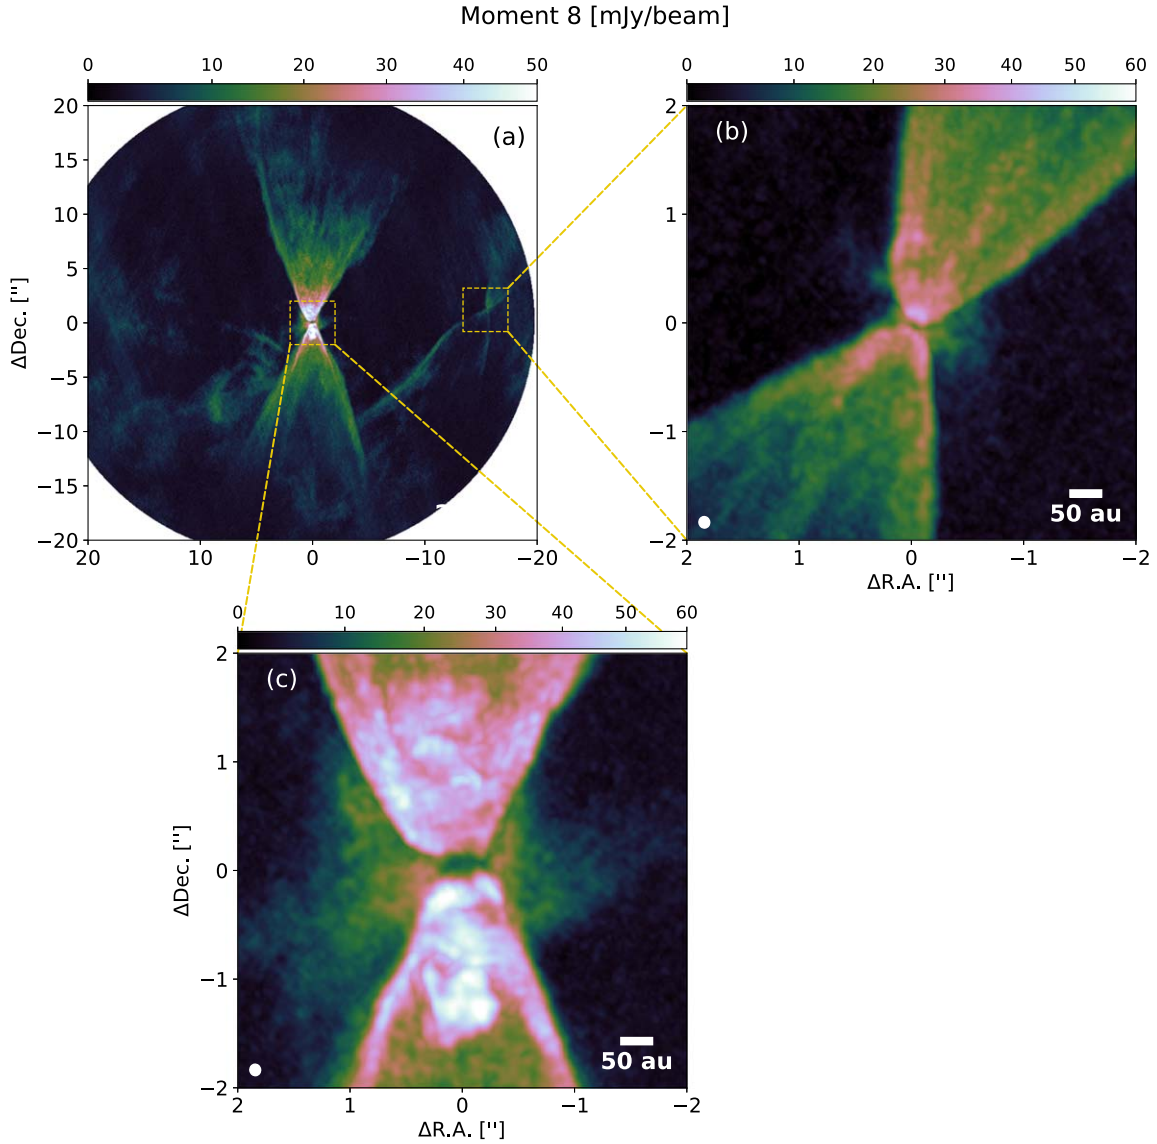 Moment 8 [mJy/beam]
0 10 20 30 40 50
0 10 20 30 40 50 60
(a)
20
15
10
5
0
−5
−10
−15
−20
ΔDec. ["]
20 10 0 −10 −20
(b)
2
1
0
−1
−2
50 au
2 1 0 −1 −2
ΔR.A. ["]
0 10 20 30 40 50 60
(c)
2
1
0
−1
−2
ΔDec. ["]
50 au
2 1 0 −1 −2
ΔR.A. ["]